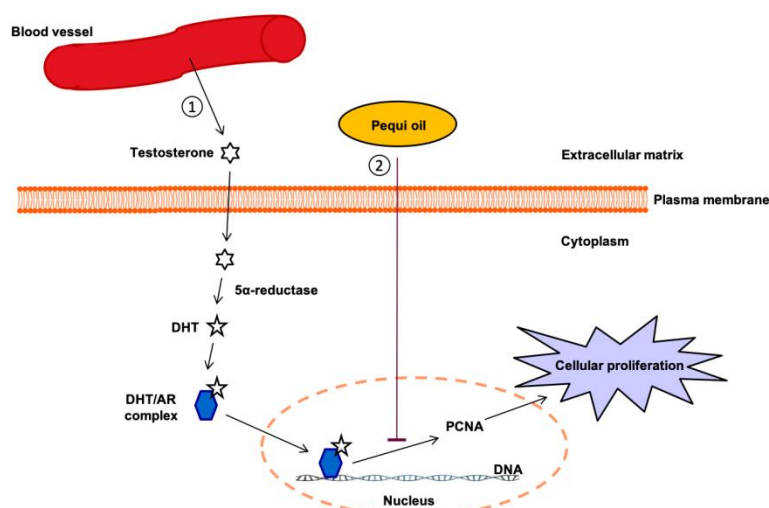 Blood vessel
①
Pequi oil
Testosterone
②
Extracellular matrix
Plasma membrane
Cytoplasm
5α-reductase
DHT
Cellular proliferation
DHT/AR
complex
PCNA
DNA
Nucleus